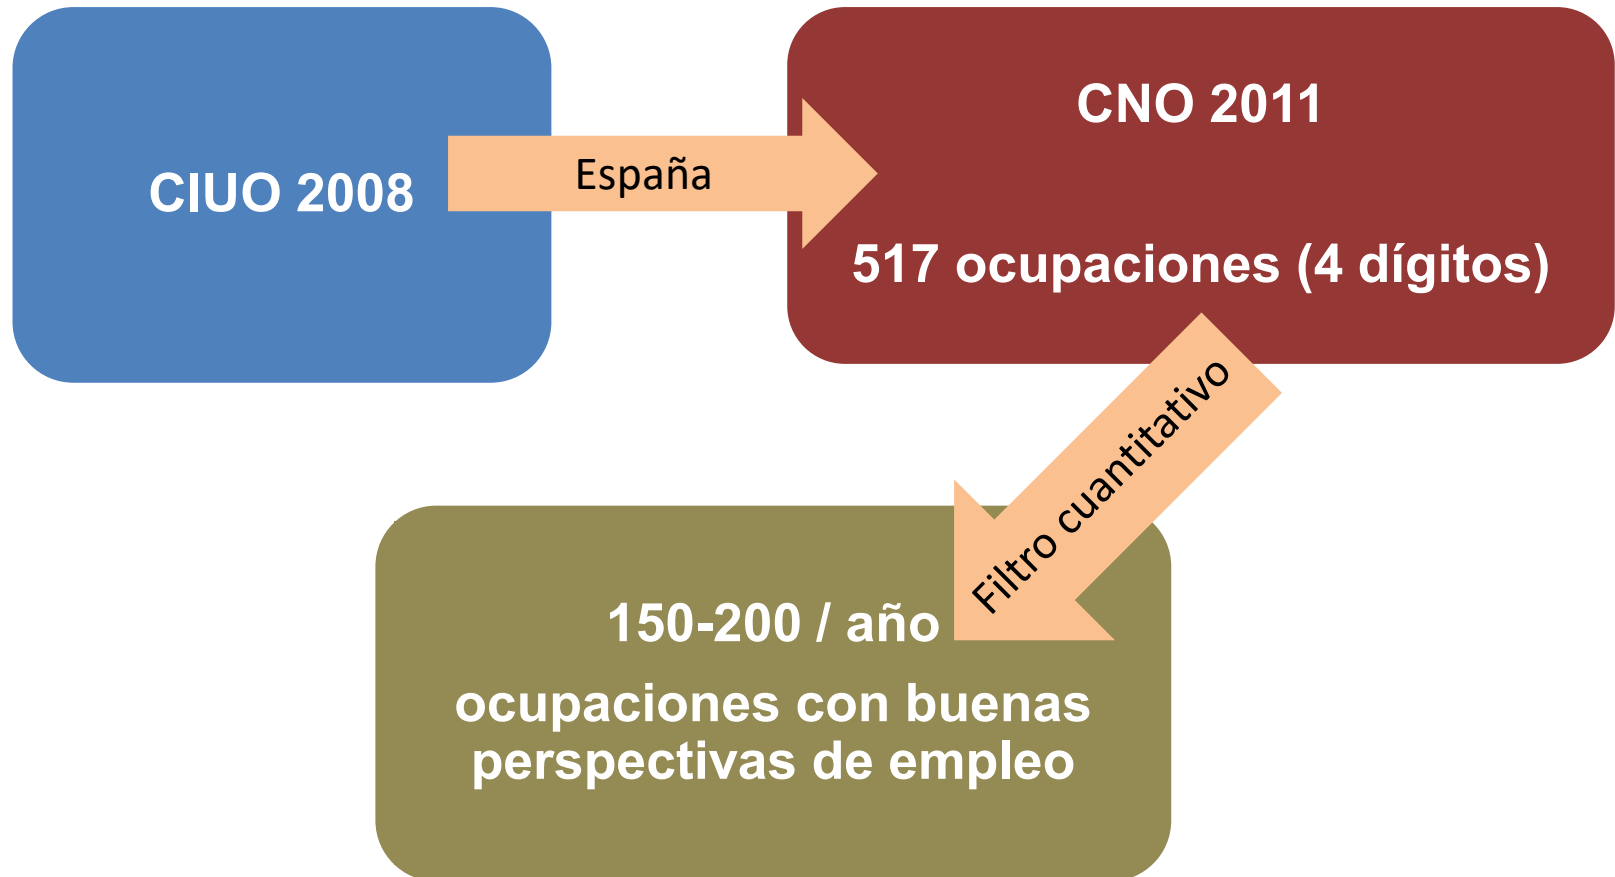 CIUO 2008
España
CNO 2011
517 ocupaciones (4 dígitos)
Filtro cuantitativo
150-200 / año
ocupaciones con buenas
perspectivas de empleo